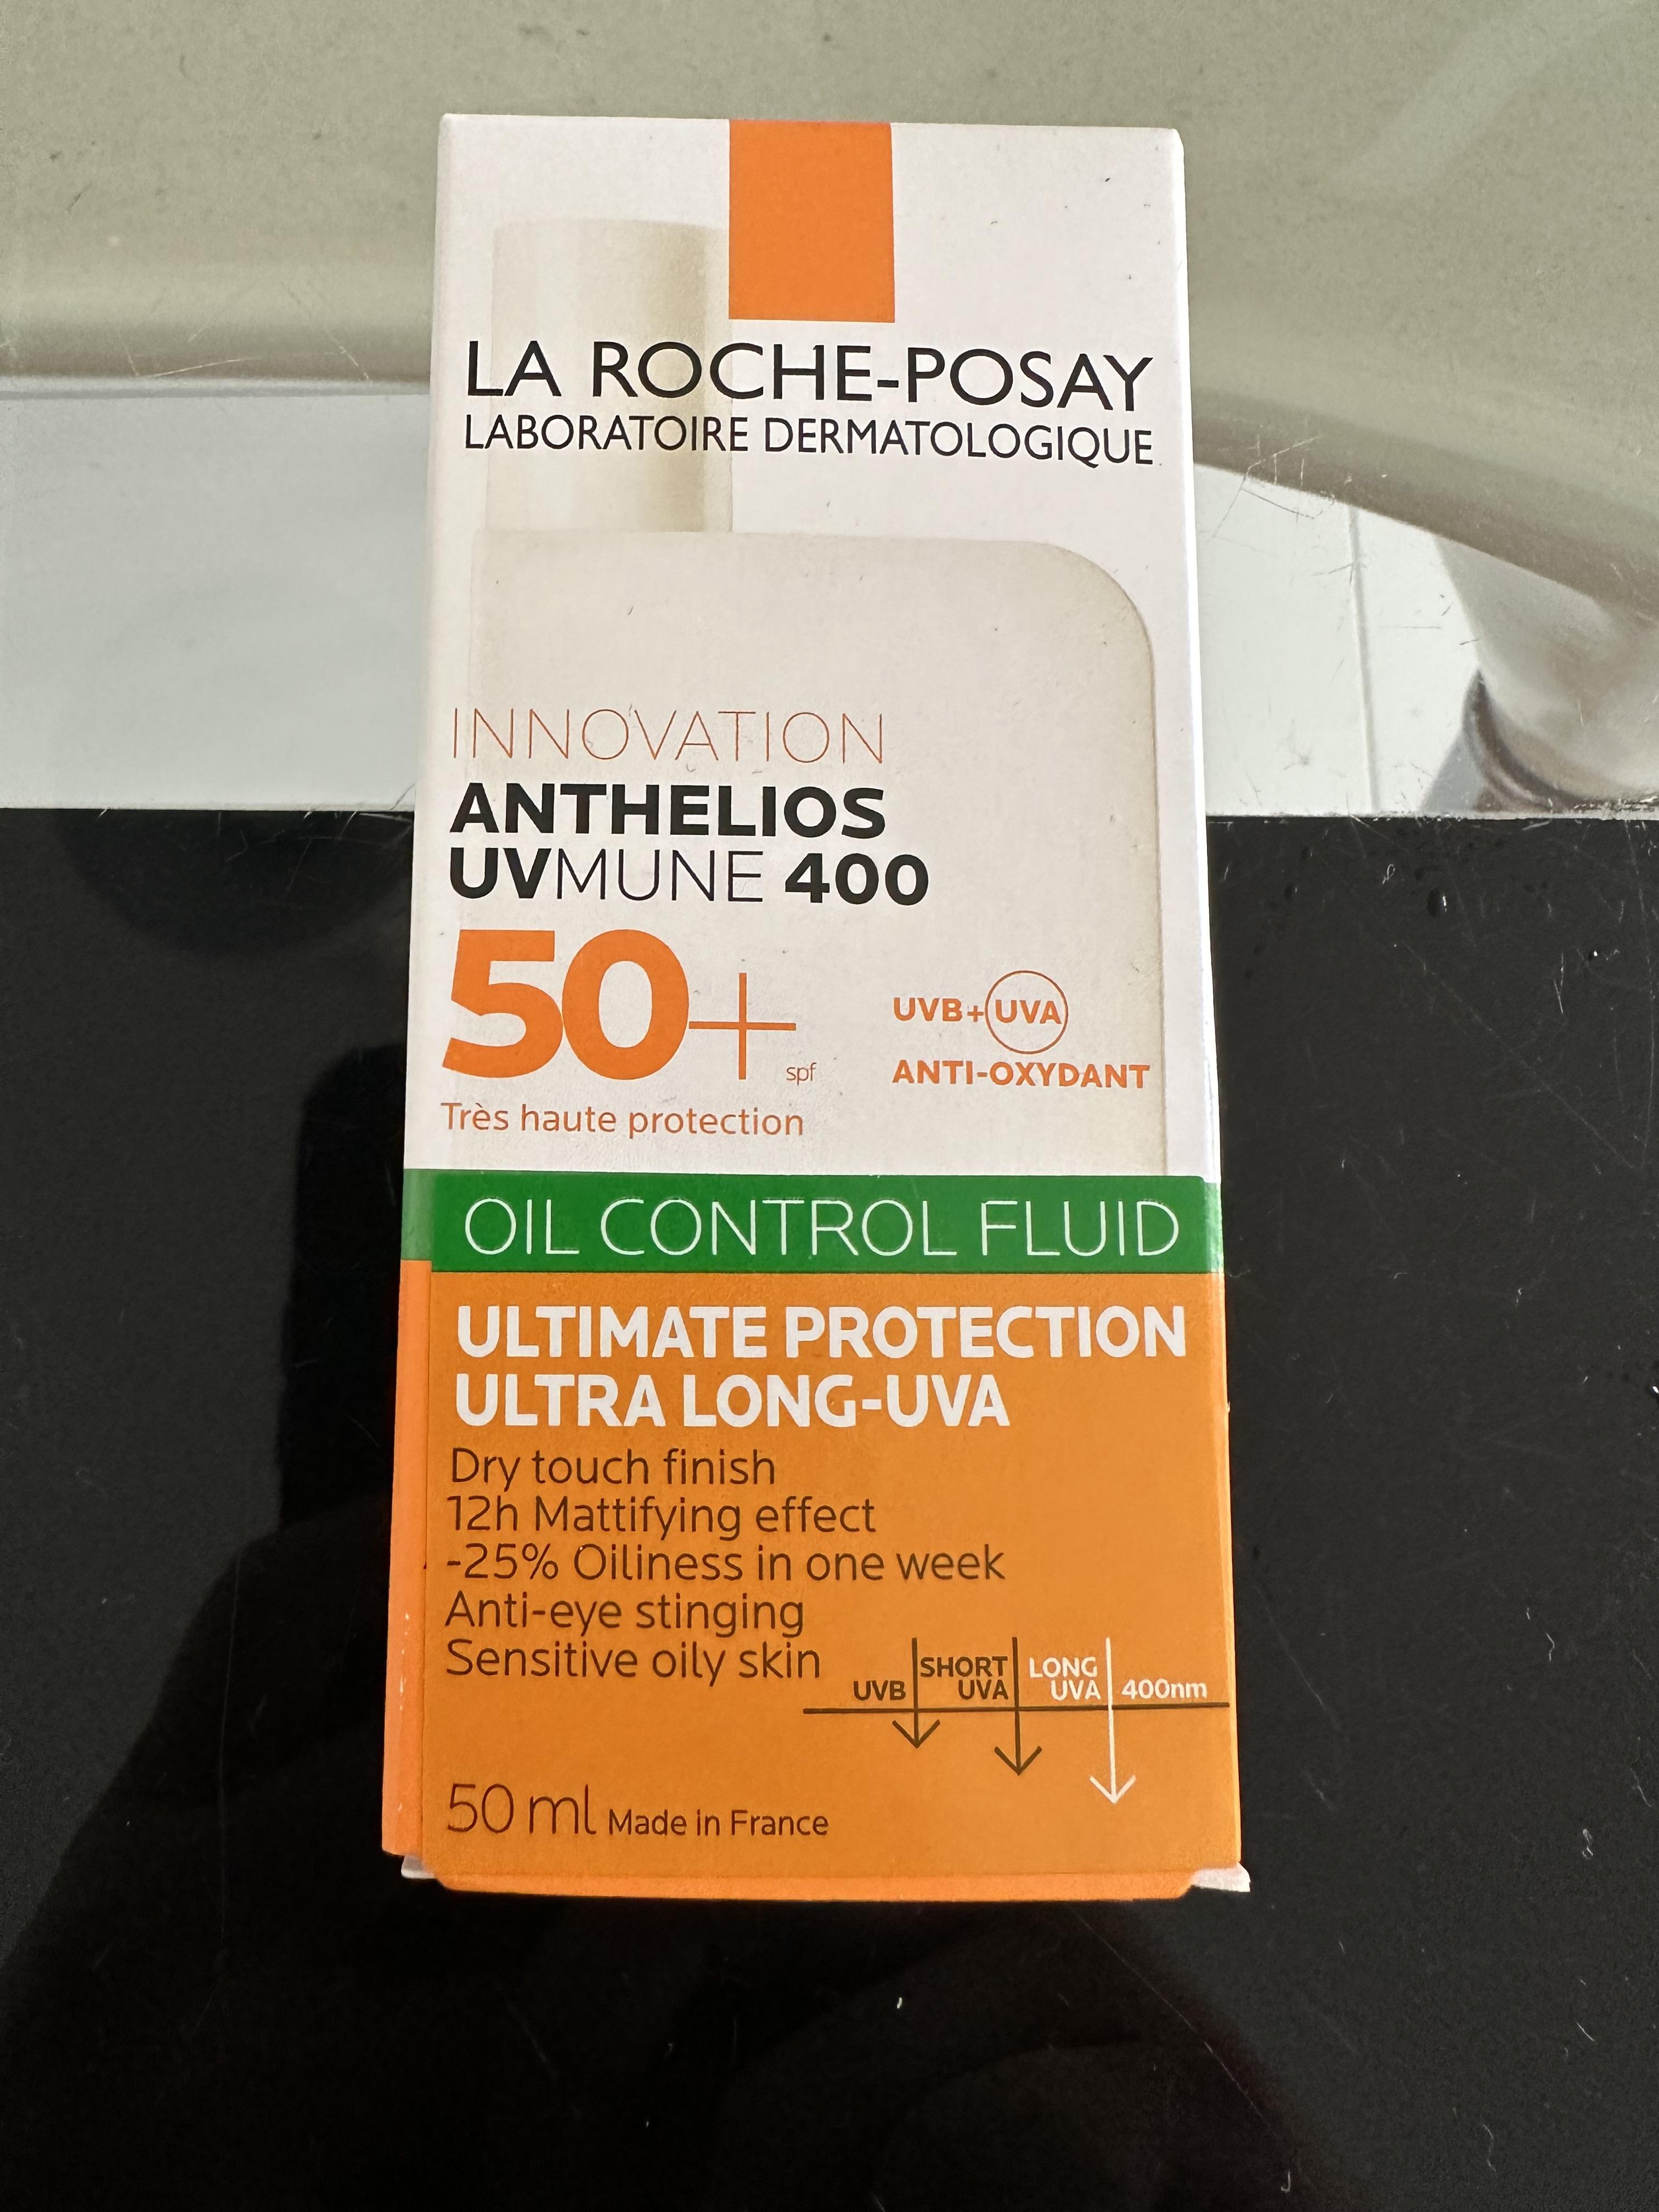 LA ROCHE-POSAY
LABORATOIRE DERMATOLOGIQUE
INNOVATION
ANTHELIOS
UVMUNE 400
50+ spf
UVB+UVA
ANTI-OXYDANT
Très haute protection
OIL CONTROL FLUID
ULTIMATE PROTECTION
ULTRA LONG-UVA
Dry touch finish
12h Mattifying effect
-25% Oiliness in one week
Anti-eye stinging
Sensitive oily skin
UVB
SHORT
UVA
LONG
UVA
400nm
50 ml Made in France